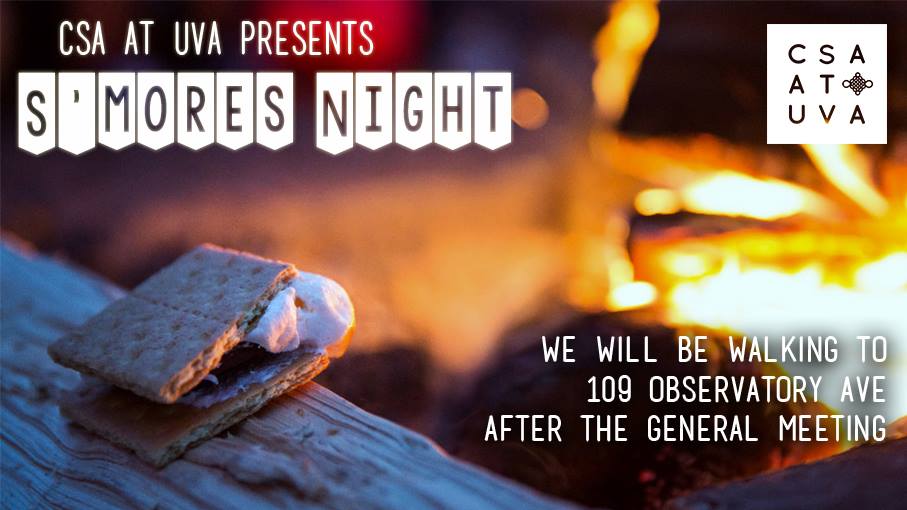 CSA AT UVA PRESENTS
S'MORES NIGHT
CSA
AT
UVA
WE WILL BE WALKING TO
109 OBSERVATORY AVE
AFTER THE GENERAL MEETING